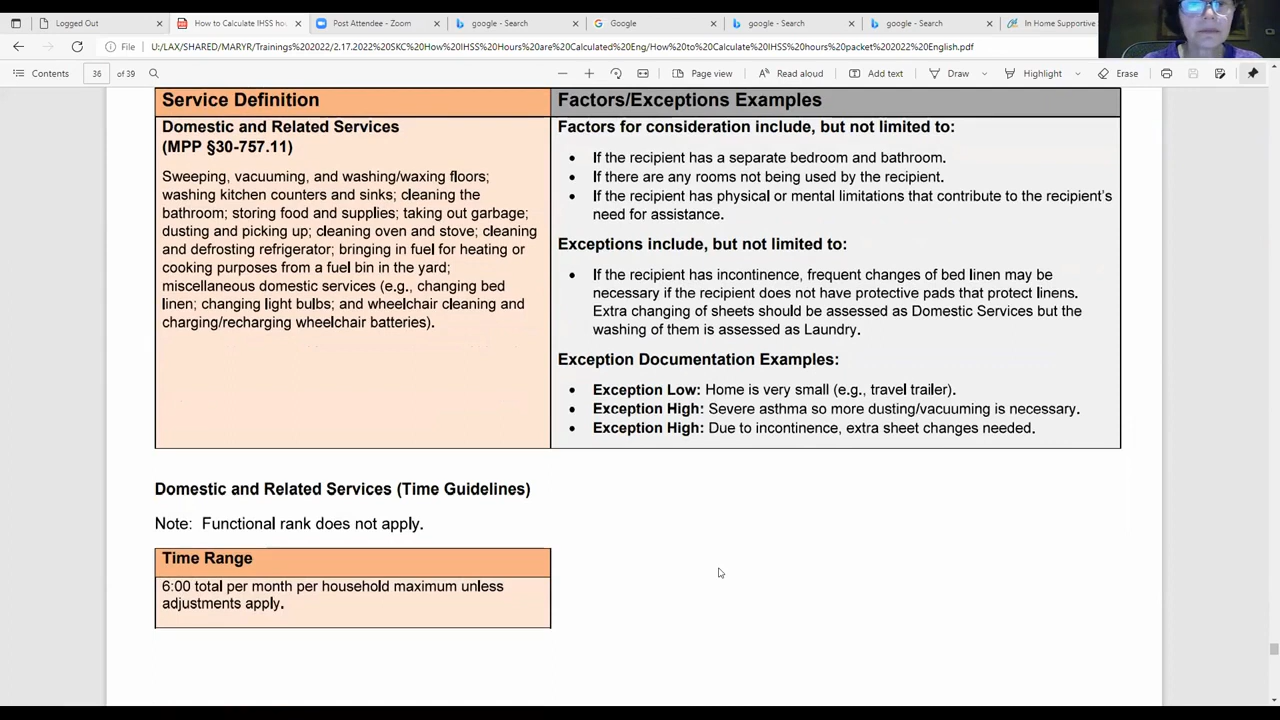 Logged Out
How to Calculate IHSS ho
Post Attendee - Zoom
google - Search
Google
google - Search
google - Search
In Home Supportive
File
U:/LAX/SHARED/MARYR/Trainings%202022/2.17.2022%20SKC%20How%20IHSS%20Hours%20are%20Calculated%20Eng/How%20to%20Calculate%20IHSS%20hours%20packet%202022%20English.pdf
Contents
36
of 39
Page view
Read aloud
Add text
Draw
Highlight
Erase
Service Definition
Domestic and Related Services
(MPP §30-757.11)
Sweeping, vacuuming, and washing/waxing floors;
washing kitchen counters and sinks; cleaning the
bathroom; storing food and supplies; taking out garbage;
dusting and picking up; cleaning oven and stove; cleaning
and defrosting refrigerator; bringing in fuel for heating or
cooking purposes from a fuel bin in the yard;
miscellaneous domestic services (e.g., changing bed
linen; changing light bulbs; and wheelchair cleaning and
charging/recharging wheelchair batteries).
Factors/Exceptions Examples
Factors for consideration include, but not limited to:
• If the recipient has a separate bedroom and bathroom.
• If there are any rooms not being used by the recipient.
• If the recipient has physical or mental limitations that contribute to the recipient's
need for assistance.
Exceptions include, but not limited to:
• If the recipient has incontinence, frequent changes of bed linen may be
necessary if the recipient does not have protective pads that protect linens.
Extra changing of sheets should be assessed as Domestic Services but the
washing of them is assessed as Laundry.
Exception Documentation Examples:
• Exception Low: Home is very small (e.g., travel trailer).
• Exception High: Severe asthma so more dusting/vacuuming is necessary.
• Exception High: Due to incontinence, extra sheet changes needed.
Domestic and Related Services (Time Guidelines)
Note: Functional rank does not apply.
Time Range
6:00 total per month per household maximum unless
adjustments apply.